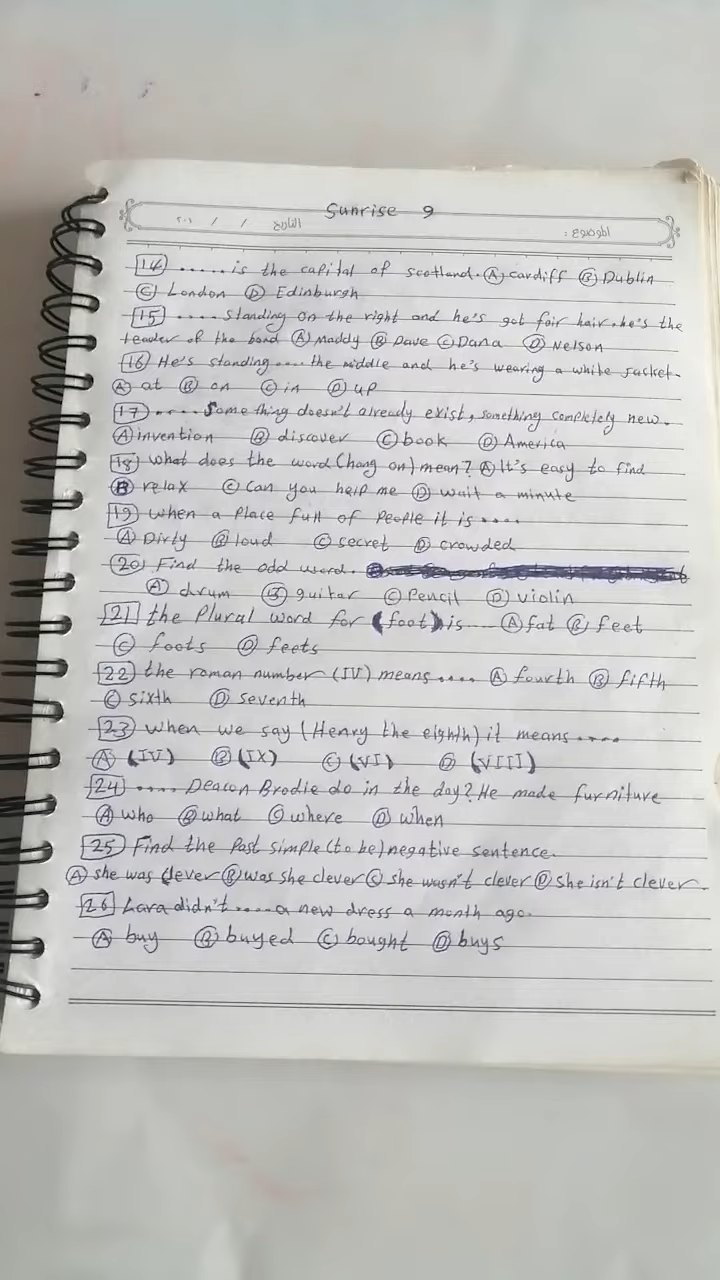 Sunrise 9
التاريخ / / ٢٠١
الموضوع :
14) ..... is the capital of scotland. A) cardiff B) Dublin
C) London D) Edinburgh
15) .... standing on the right and he's got fair hair. he's the
leader of the band A) Maddy B) Dave C) Dana D) Nelson
16) He's standing .... the middle and he's wearing a white jacket.
A) at B) on C) in D) up
17) ..... Some thing doesn't already exist, something completely new.
A) invention B) discover C) book D) America
18) what does the word (hang on) mean? A) It's easy to find
B relax C) can you help me D) wait a minute
19) when a place full of people it is ....
A) Dirty B) loud C) secret D) crowded
20) Find the odd word.
A) drum B) guitar C) Pencil D) violin
21) the plural word for (foot) is .... A) fat B) feet
C) foots D) feets
22) the roman number (IV) means .... A) fourth B) fifth
C) sixth D) seventh
23) when we say (Henry the eighth) it means ....
A) (IV) B) (IX) C) (VI) D) (VIII)
24) .... Deacon Brodie do in the day? He made furniture
A) who B) what C) where D) when
25) Find the past simple (to be) negative sentence.
A) she was clever B) was she clever C) she wasn't clever D) She isn't clever.
26) Lara didn't .... a new dress a month ago.
A) buy B) buyed C) bought D) buys